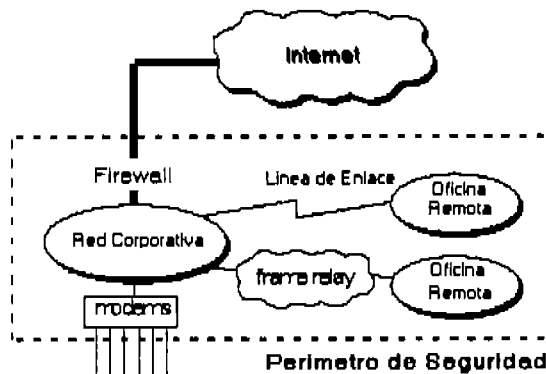 Internet
Firewall
Linea de Enlace
Oficina
Remota
Red Corporativa
frame relay
Oficina
Remota
modems
Perimetro de Seguridad